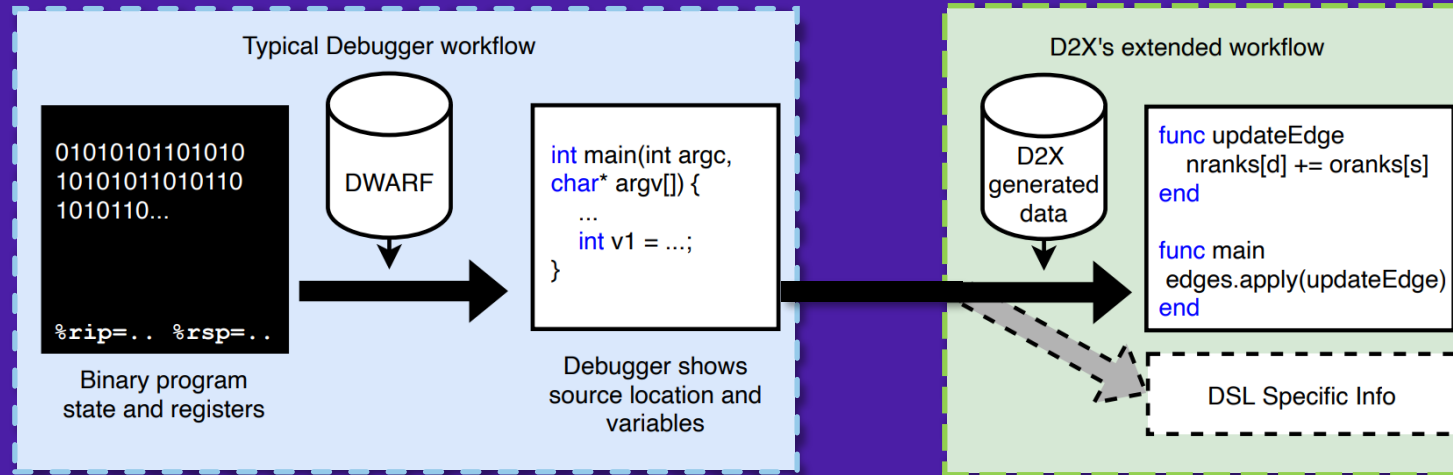 Typical Debugger workflow
01010101101010
10101011010110
1010110...
%rip=.. %rsp=..
Binary program
state and registers
DWARF
int main(int argc,
char* argv[]) {
...
int v1 = ...;
}
Debugger shows
source location and
variables
D2X's extended workflow
D2X
generated
data
func updateEdge
nranks[d] += oranks[s]
end
func main
edges.apply(updateEdge)
end
DSL Specific Info